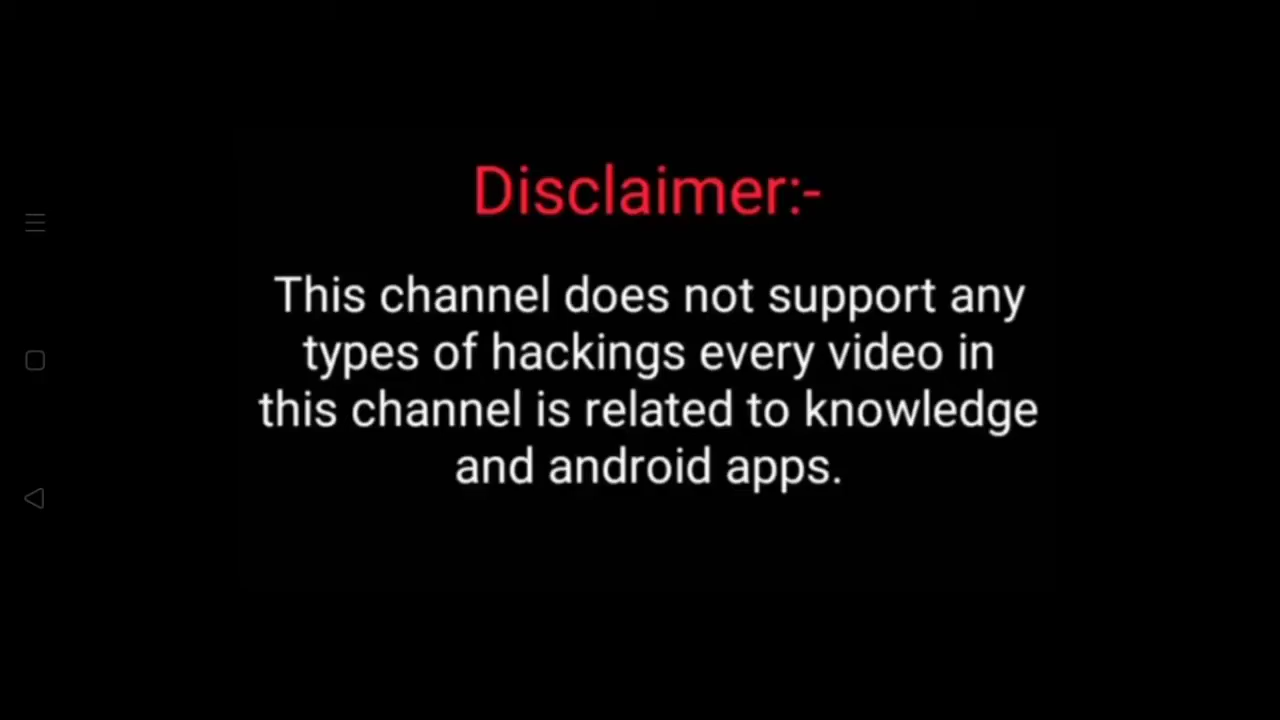 Disclaimer:-
This channel does not support any
types of hackings every video in
this channel is related to knowledge
and android apps.